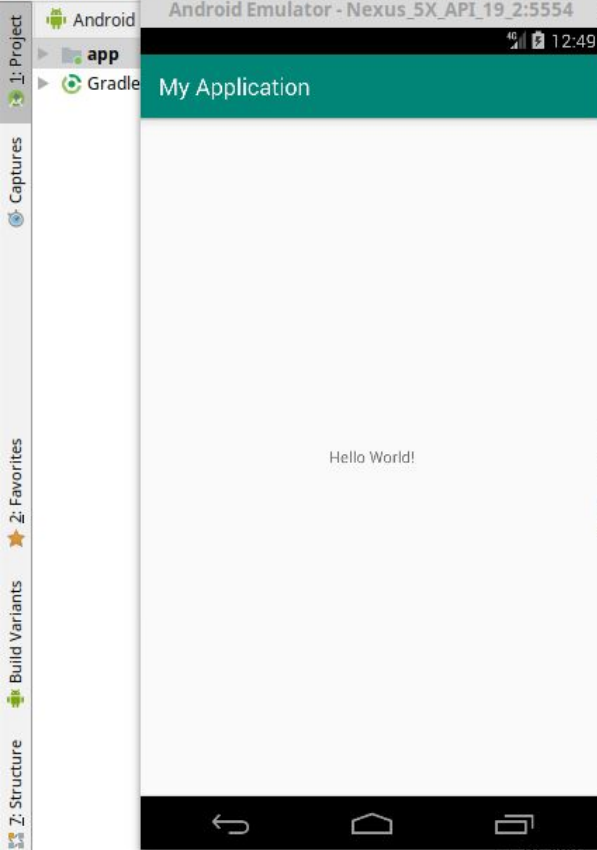 Android Emulator - Nexus_5X_API_19_2:5554
1: Project
Android
app
Gradle
Captures
2: Favorites
Build Variants
Z: Structure
4G
12:49
My Application
Hello World!